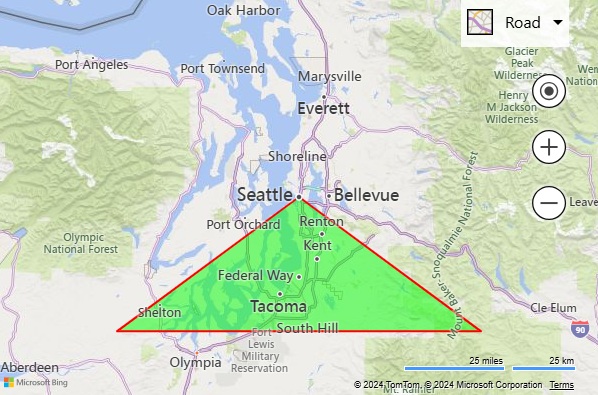 Oak Harbor
Road
Port Angeles
Port Townsend
Glacier
Peak
Wilderness
Marysville
Henry
M Jackson
Wilderness
Everett
Shoreline
Seattle
Bellevue
Port Orchard
Renton
Kent
Olympic
National Forest
Mount Baker-Snoqualmie National Forest
Federal Way
Tacoma
Shelton
South Hill
Fort
Lewis
Military
Reservation
Cle Elum
90
Olympia
Aberdeen
25 miles
25 km
Microsoft Bing
© 2024 TomTom, © 2024 Microsoft Corporation Terms